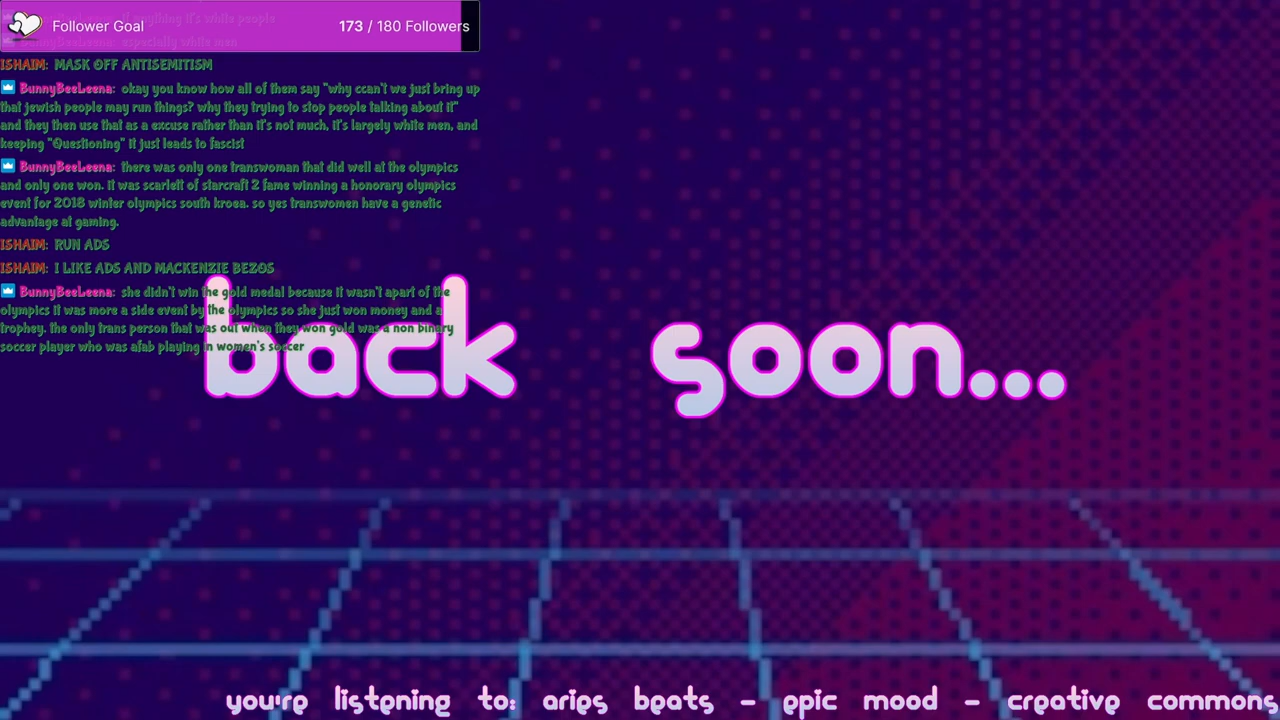 Follower Goal 173 / 180 Followers
if anything it's while people
BunnyBeeLeena: especially white men
ISHAIM: MASK OFF ANTISEMITISM
BunnyBeeLeena: okay you know how all of them say "why ccan't we just bring up
that jewish people may run things? why they trying to stop people talking about it"
and they then use that as a excuse rather than it's not much, it's largely white men, and
keeping "Questioning" it just leads to fascist
BunnyBeeLeena: there was only one transwoman that did well at the olympics
and only one won. it was scarlett of starcraft 2 fame winning a honorary olympics
event for 2018 winter olympics south kroea. so yes transwomen have a genetic
advantage at gaming.
ISHAIM: RUN ADS
ISHAIM: I LIKE ADS AND MACKENZIE BEZOS
BunnyBeeLeena: she didn't win the gold medal because it wasn't apart of the
olympics it was more a side event by the olympics so she just won money and a
trophey. the only trans person that was out when they won gold was a non binary
soccer player who was afab playing in women's soccer
back soon...
you're listening to: aries beats - epic mood - creative commons